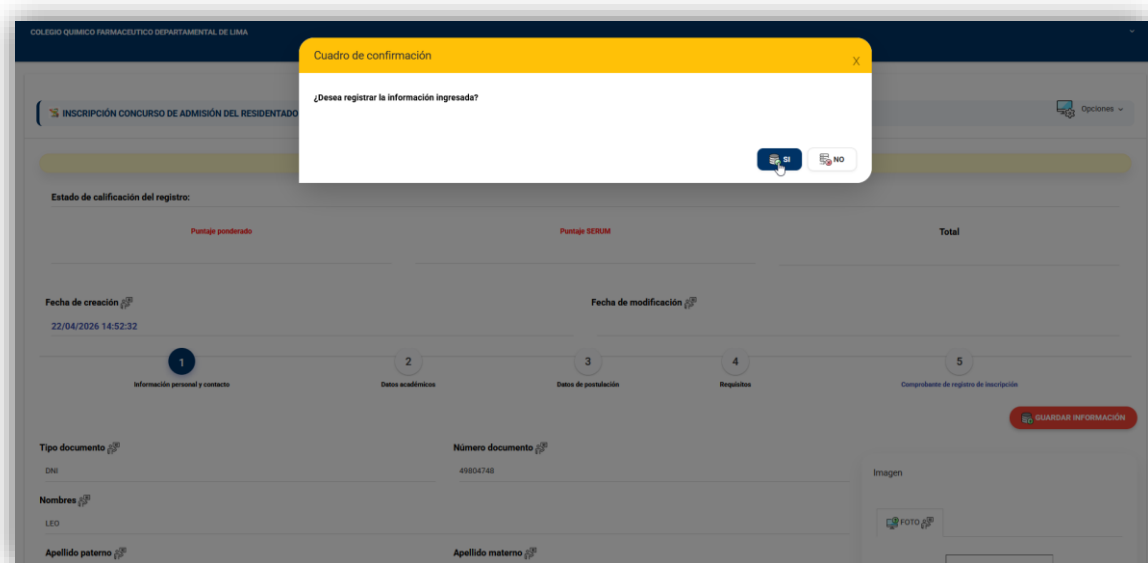 COLEGIO QUIMICO FARMACEUTICO DEPARTAMENTAL DE LIMA
Cuadro de confirmación
X
¿Desea registrar la información ingresada?
INSCRIPCIÓN CONCURSO DE ADMISIÓN DEL RESIDENTADO
Opciones
SI
NO
Estado de calificación del registro:
Puntaje ponderado
Puntaje SERUM
Total
Fecha de creación
Fecha de modificación
22/04/2026 14:52:32
1
2
3
4
5
Información personal y contacto
Datos académicos
Datos de postulación
Requisitos
Comprobante de registro de inscripción
GUARDAR INFORMACIÓN
Tipo documento
Número documento
DNI
49804748
Imagen
Nombres
LEO
FOTO
Apellido paterno
Apellido materno